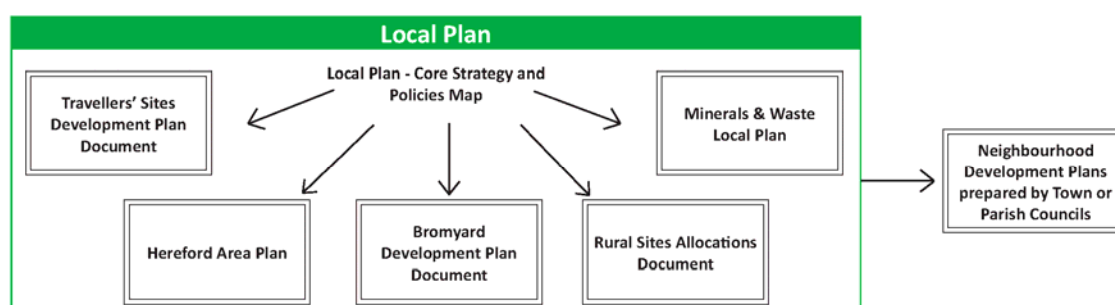 Local Plan
Local Plan - Core Strategy and
Policies Map
Travellers' Sites
Development Plan
Document
Minerals & Waste
Local Plan
Neighbourhood
Development Plans
prepared by Town or
Parish Councils
Hereford Area Plan
Bromyard
Development Plan
Document
Rural Sites Allocations
Document